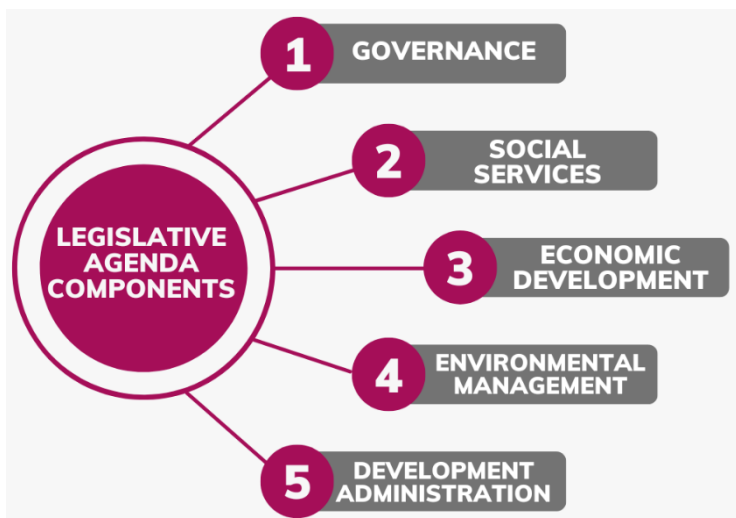 LEGISLATIVE
AGENDA
COMPONENTS
1 GOVERNANCE
2 SOCIAL
SERVICES
3 ECONOMIC
DEVELOPMENT
4 ENVIRONMENTAL
MANAGEMENT
5 DEVELOPMENT
ADMINISTRATION